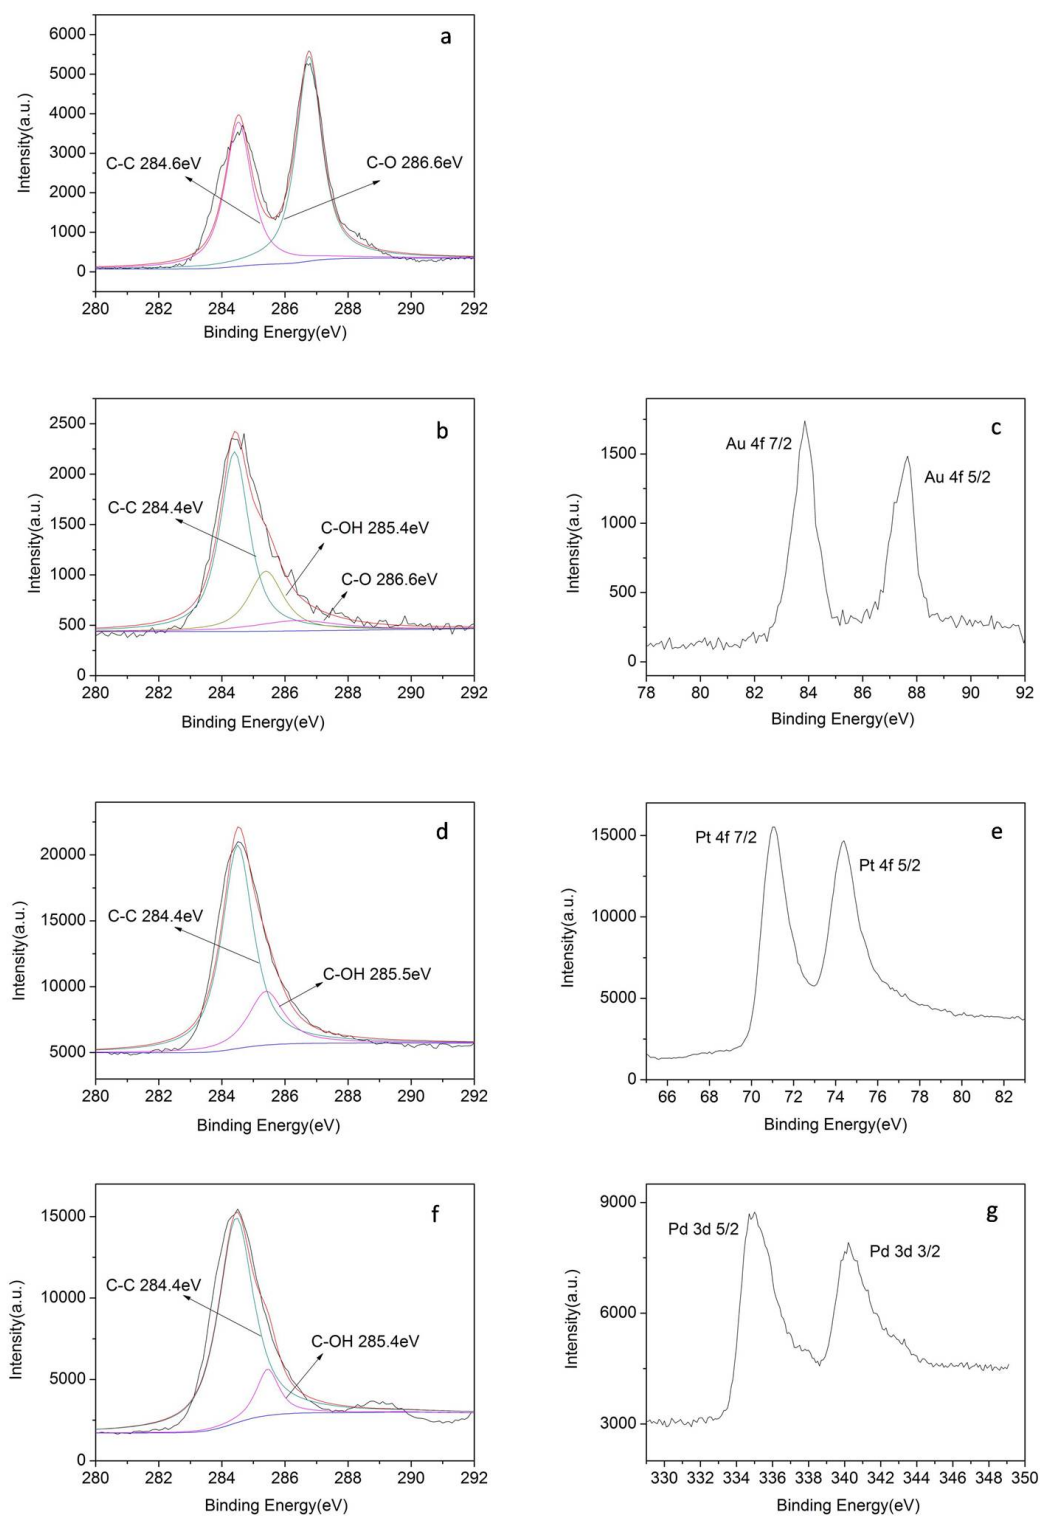 a
6000
5000
4000
3000
2000
1000
0
Intensity(a.u.)
C-C 284.6eV
C-O 286.6eV
280 282 284 286 288 290 292
Binding Energy(eV)
b
2500
2000
1500
1000
500
0
Intensity(a.u.)
C-C 284.4eV
C-OH 285.4eV
C-O 286.6eV
280 282 284 286 288 290 292
Binding Energy(eV)
c
1500
1000
500
0
Intensity(a.u.)
Au 4f 7/2
Au 4f 5/2
78 80 82 84 86 88 90 92
Binding Energy(eV)
d
20000
15000
10000
5000
Intensity(a.u.)
C-C 284.4eV
C-OH 285.5eV
280 282 284 286 288 290 292
Binding Energy(eV)
e
15000
10000
5000
0
Intensity(a.u.)
Pt 4f 7/2
Pt 4f 5/2
66 68 70 72 74 76 78 80 82
Binding Energy(eV)
f
15000
10000
5000
0
Intensity(a.u.)
C-C 284.4eV
C-OH 285.4eV
280 282 284 286 288 290 292
Binding Energy(eV)
g
9000
6000
3000
Intensity(a.u.)
Pd 3d 5/2
Pd 3d 3/2
330 332 334 336 338 340 342 344 346 348 350
Binding Energy(eV)